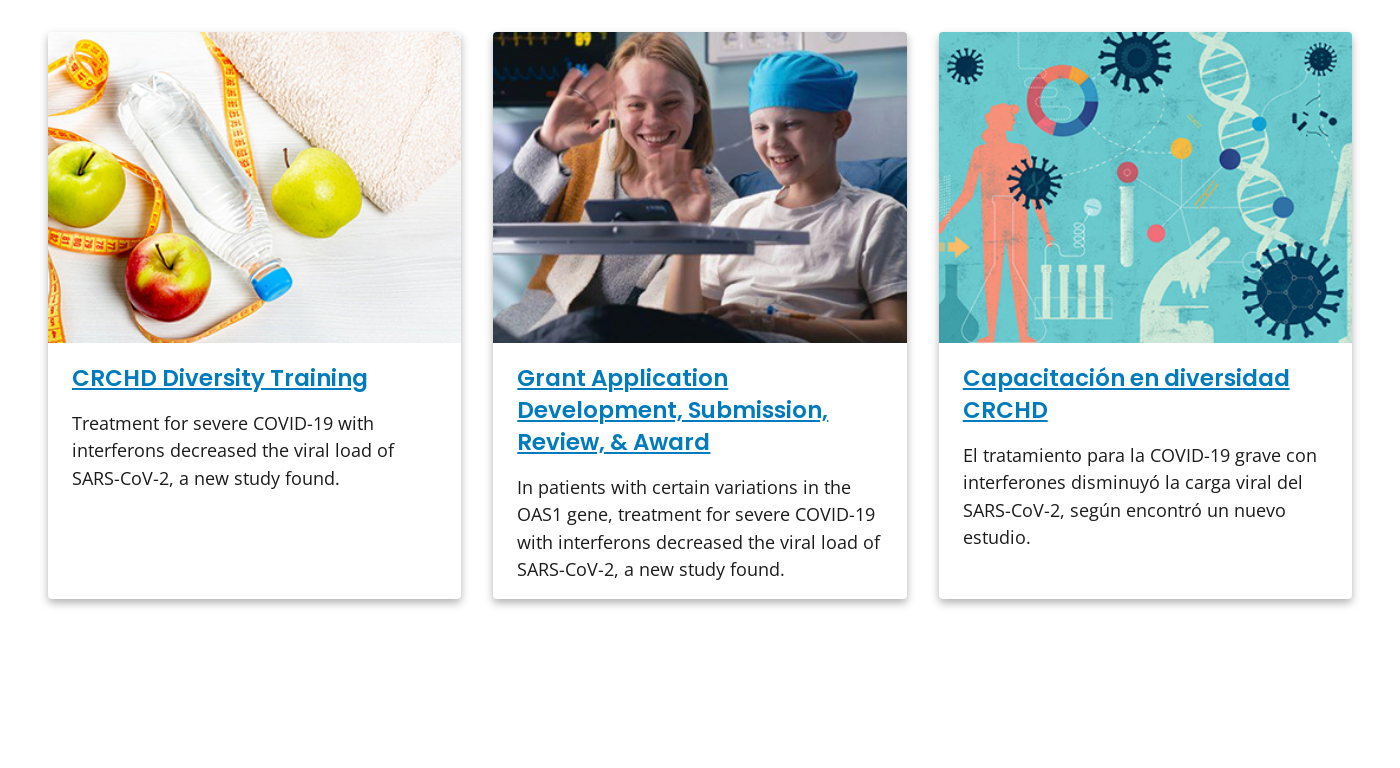 CRCHD Diversity Training
Treatment for severe COVID-19 with
interferons decreased the viral load of
SARS-CoV-2, a new study found.
Grant Application
Development, Submission,
Review, & Award
In patients with certain variations in the
OAS1 gene, treatment for severe COVID-19
with interferons decreased the viral load of
SARS-CoV-2, a new study found.
Capacitación en diversidad
CRCHD
El tratamiento para la COVID-19 grave con
interferones disminuyó la carga viral del
SARS-CoV-2, según encontró un nuevo
estudio.